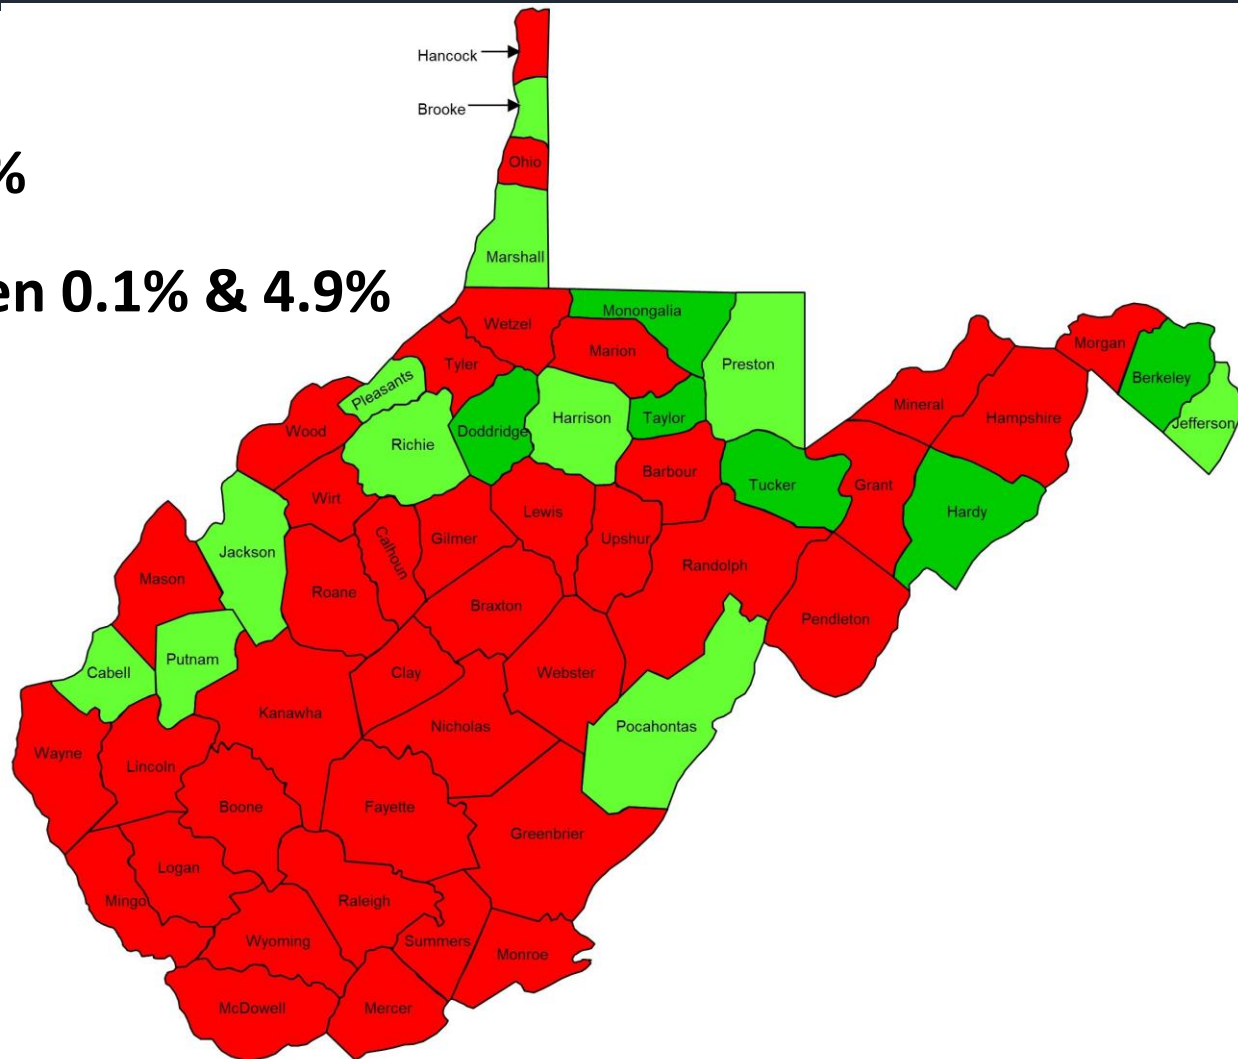 Hancock
Brooke
Ohio
%
Marshall
en 0.1% & 4.9%
Monongalia
Wetzel
Morgan
Marion
Tyler
Preston
Berkeley
Pleasants
Mineral
Hampshire
Harrison
Taylor
Jefferson
Wood
Doddridge
Richie
Barbour
Tucker
Grant
Wirt
Lewis
Hardy
Gilmer
Upshur
Calhoun
Jackson
Randolph
Mason
Roane
Braxton
Pendleton
Putnam
Cabell
Clay
Webster
Kanawha
Nicholas
Pocahontas
Wayne
Lincoln
Boone
Fayette
Greenbrier
Logan
Mingo
Raleigh
Wyoming
Summers
Monroe
McDowell
Mercer